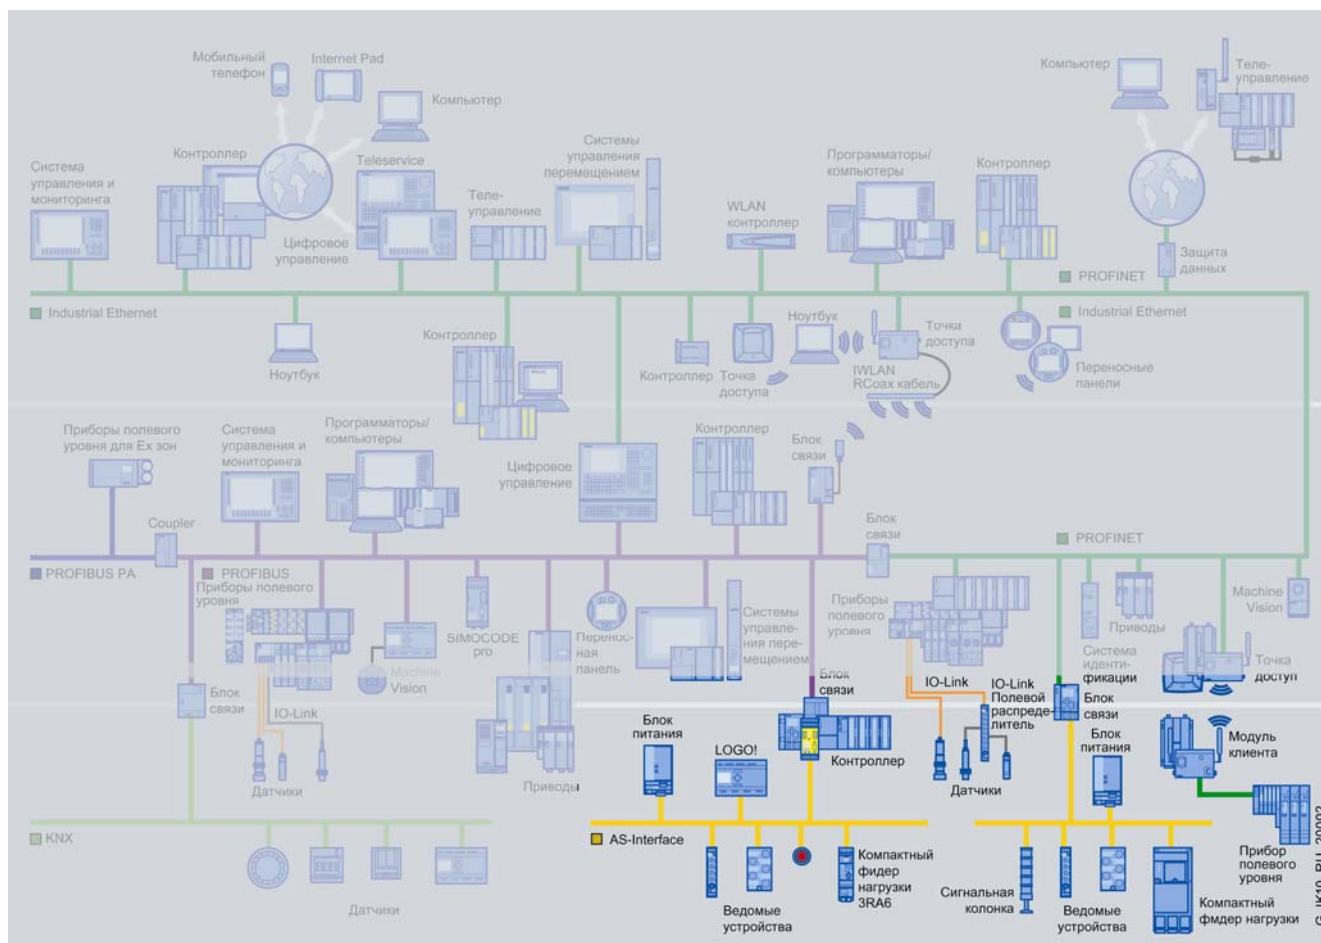 Мобильный
телефон
Internet Pad
Компьютер
Компьютер
Теле-
управление
Система
управления и
мониторинга
Контроллер
Teleservice
Цифровое
управление
Теле-
управление
Системы
управления
перемещением
WLAN
контроллер
Программаторы/
компьютеры
Контроллер
Защита
данных
PROFINET
Industrial Ethernet
Industrial Ethernet
Ноутбук
Контроллер
Контроллер
Точка
доступа
Ноутбук
Точка
доступа
IWLAN
RCoax кабель
Переносные
панели
Приборы полевого
уровня для Ex зон
Система
управления и
мониторинга
Программаторы/
компьютеры
Цифровое
управление
Контроллер
Блок
связи
Coupler
Блок
связи
PROFINET
PROFIBUS PA
PROFIBUS
Приборы полевого
уровня
SIMOCODE
pro
Перенос-
ная
панель
Системы
управле-
ния пере-
мещением
Приборы
полевого
уровня
Система
иденти-
фикации
Приводы
Machine
Vision
Machine
Vision
Точка
доступ
Блок
связи
IO-Link
Датчики
Приводы
Блок
связи
IO-Link
IO-Link
Полевой
распреде-
литель
Блок
связи
Блок
питания
LOGO!
Контроллер
Датчики
Блок
питания
Модуль
клиента
KNX
Датчики
AS-Interface
Компактный
фидер
нагрузки
3RA6
Ведомые
устройства
Сигнальная
колонка
Ведомые
устройства
Компактный
фмдер нагрузки
Прибор
полевого
уровня
G_IK10_RU_30002